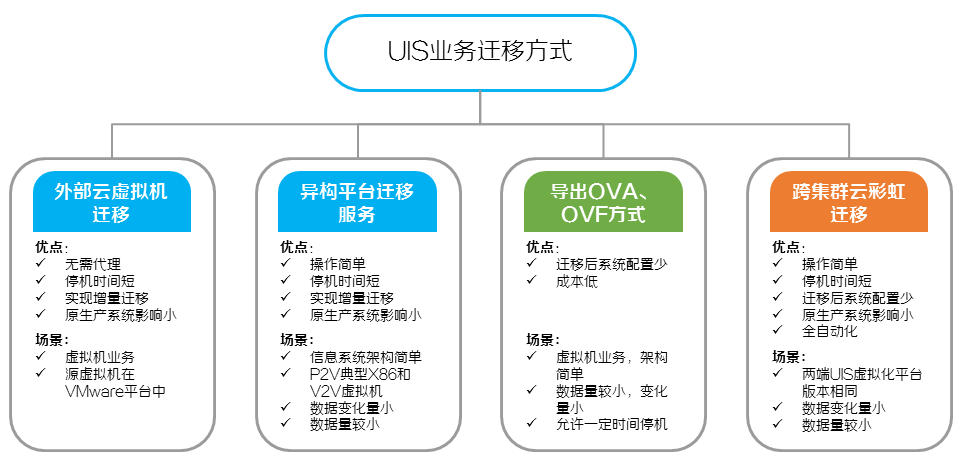 UIS业务迁移方式
外部云虚拟机
迁移
优点：
无需代理
停机时间短
实现增量迁移
原生产系统影响小
场景：
虚拟机业务
源虚拟机在
VMware平台中
异构平台迁移
服务
优点：
操作简单
停机时间短
实现增量迁移
原生产系统影响小
场景：
信息系统架构简单
P2V典型X86和
V2V虚拟机
数据变化量小
数据量较小
导出OVA、
OVF方式
优点：
迁移后系统配置少
成本低
场景：
虚拟机业务，架构
简单
数据量较小，变化
量小
允许一定时间停机
跨集群云彩虹
迁移
优点：
操作简单
停机时间短
迁移后系统配置少
原生产系统影响小
全自动化
场景：
两端UIS虚拟化平台
版本相同
数据变化量小
数据量较小